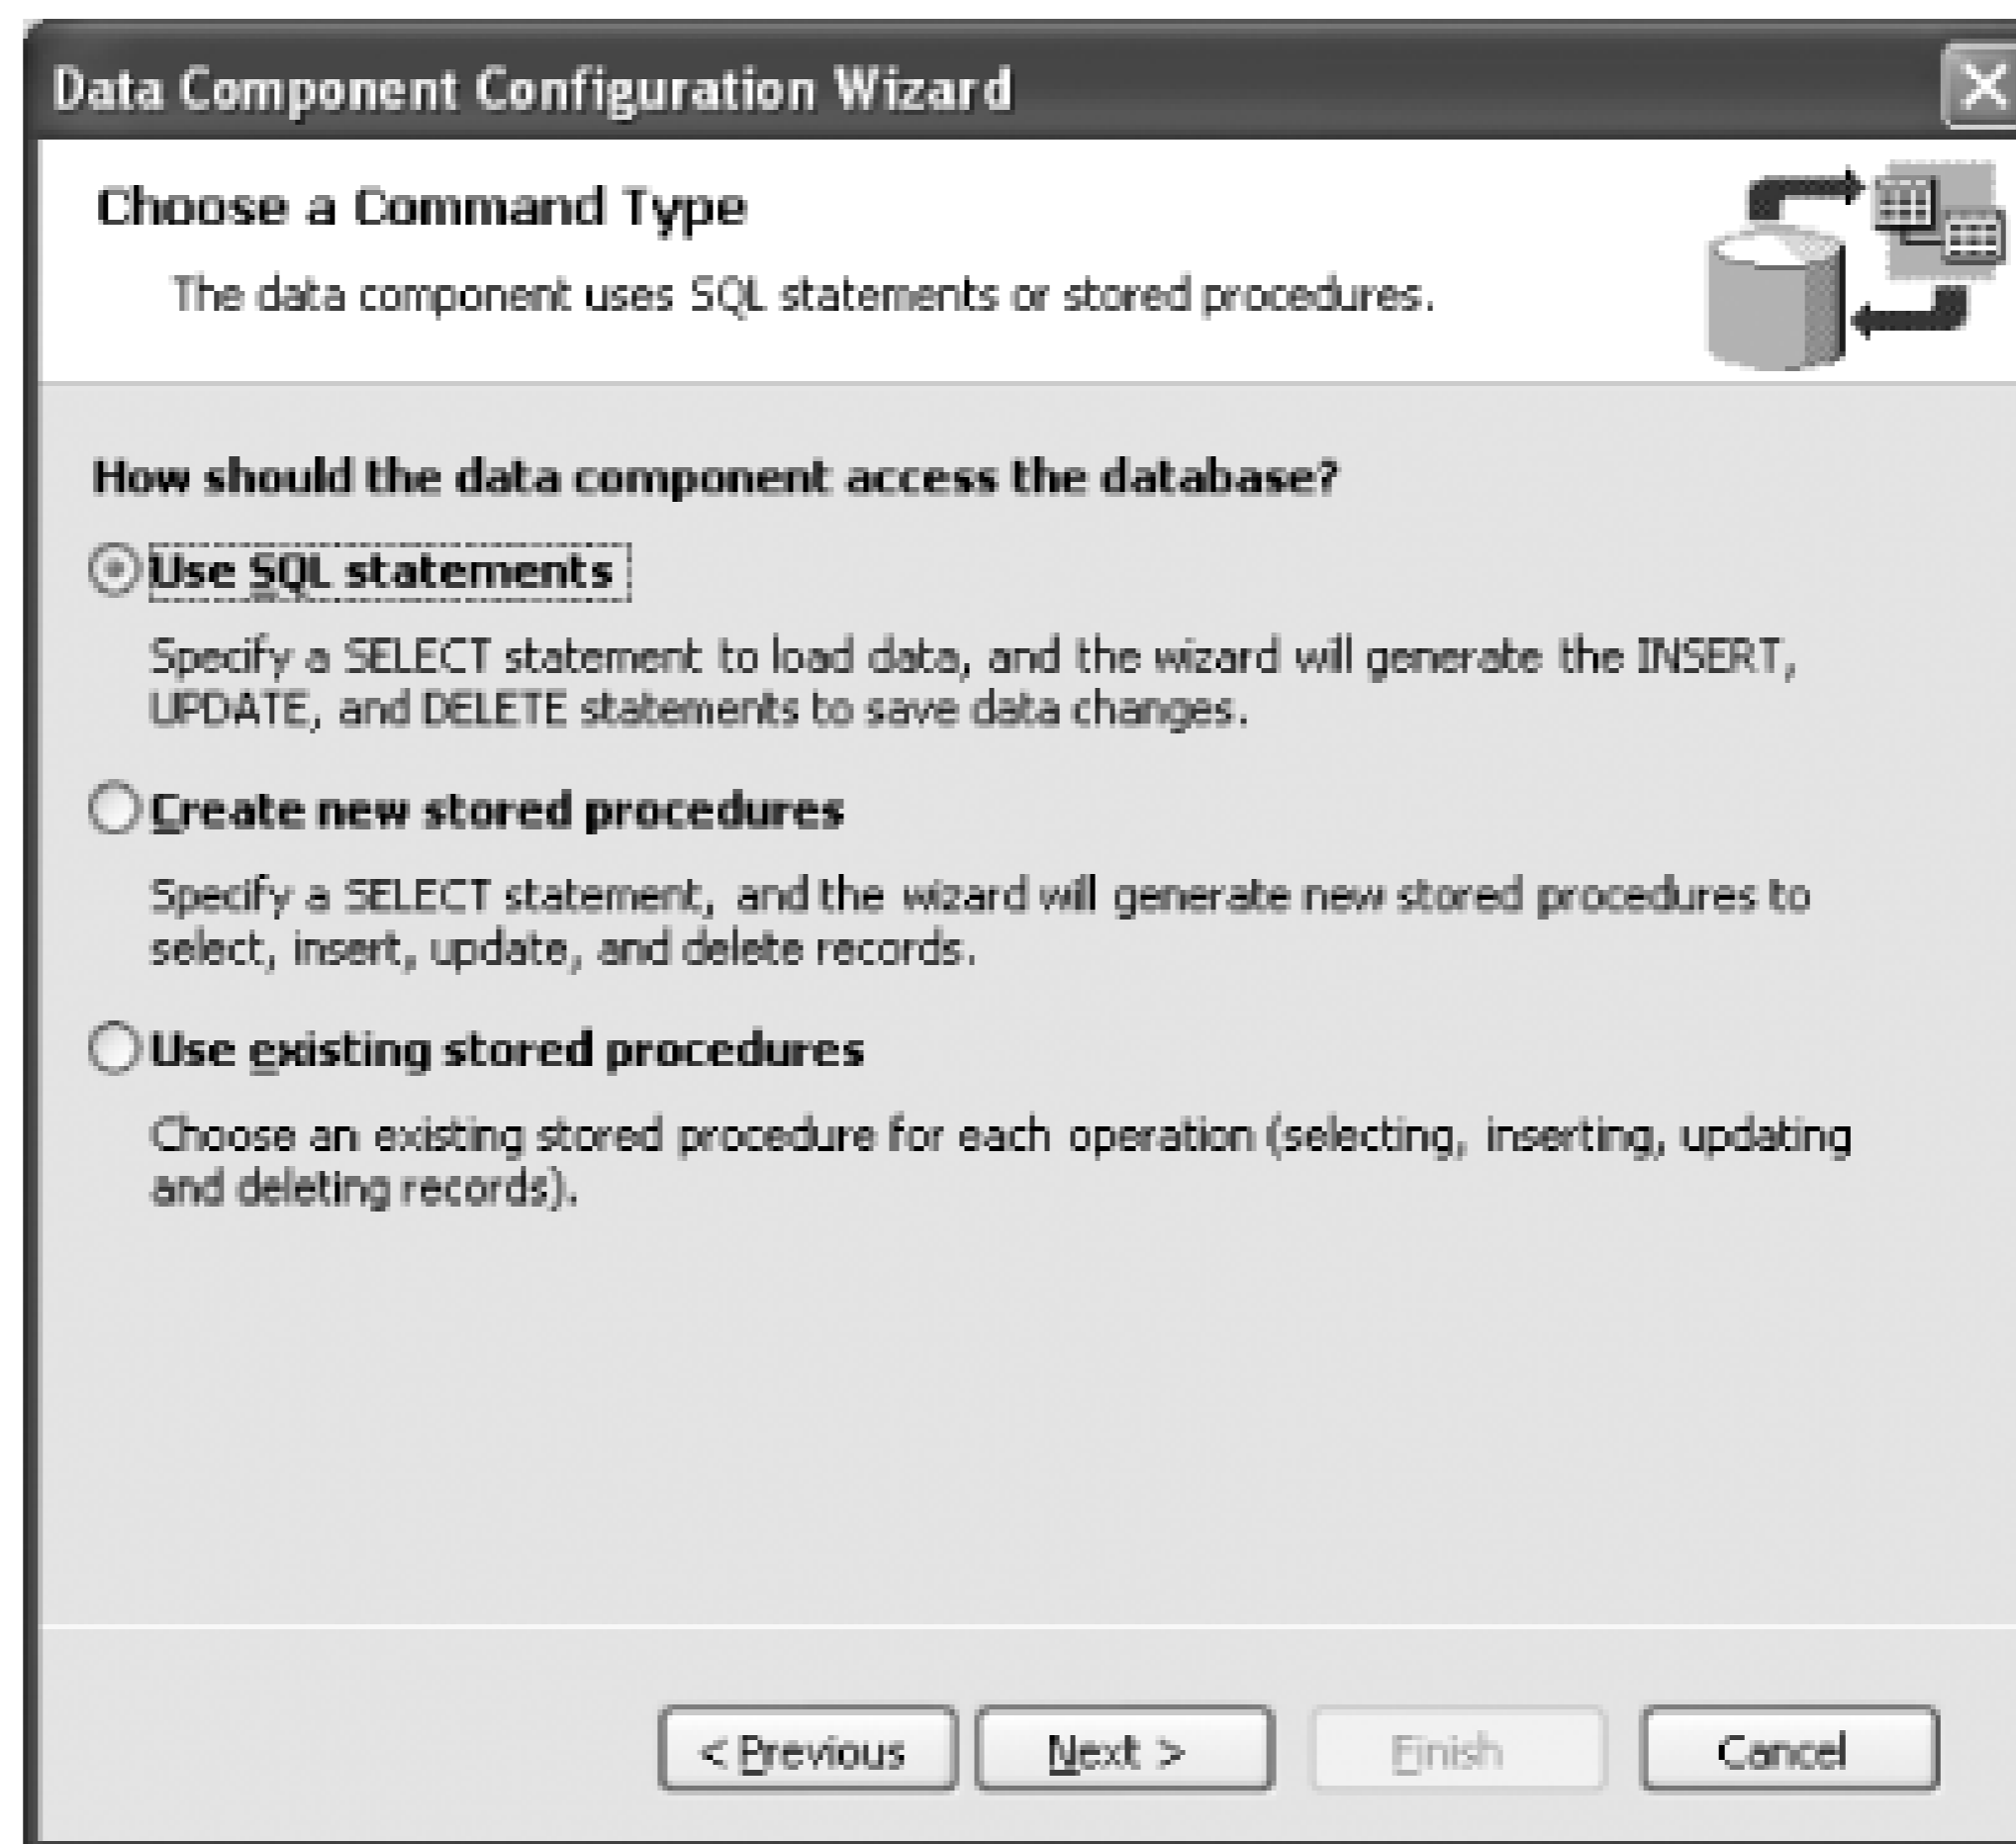 Data Component Configuration Wizard
Choose a Command Type
The data component uses SQL statements or stored procedures.
How should the data component access the database?
Use SQL statements
Specify a SELECT statement to load data, and the wizard will generate the INSERT,
UPDATE, and DELETE statements to save data changes.
Create new stored procedures
Specify a SELECT statement, and the wizard will generate new stored procedures to
select, insert, update, and delete records.
Use existing stored procedures
Choose an existing stored procedure for each operation (selecting, inserting, updating
and deleting records).
< Previous Next > Finish Cancel